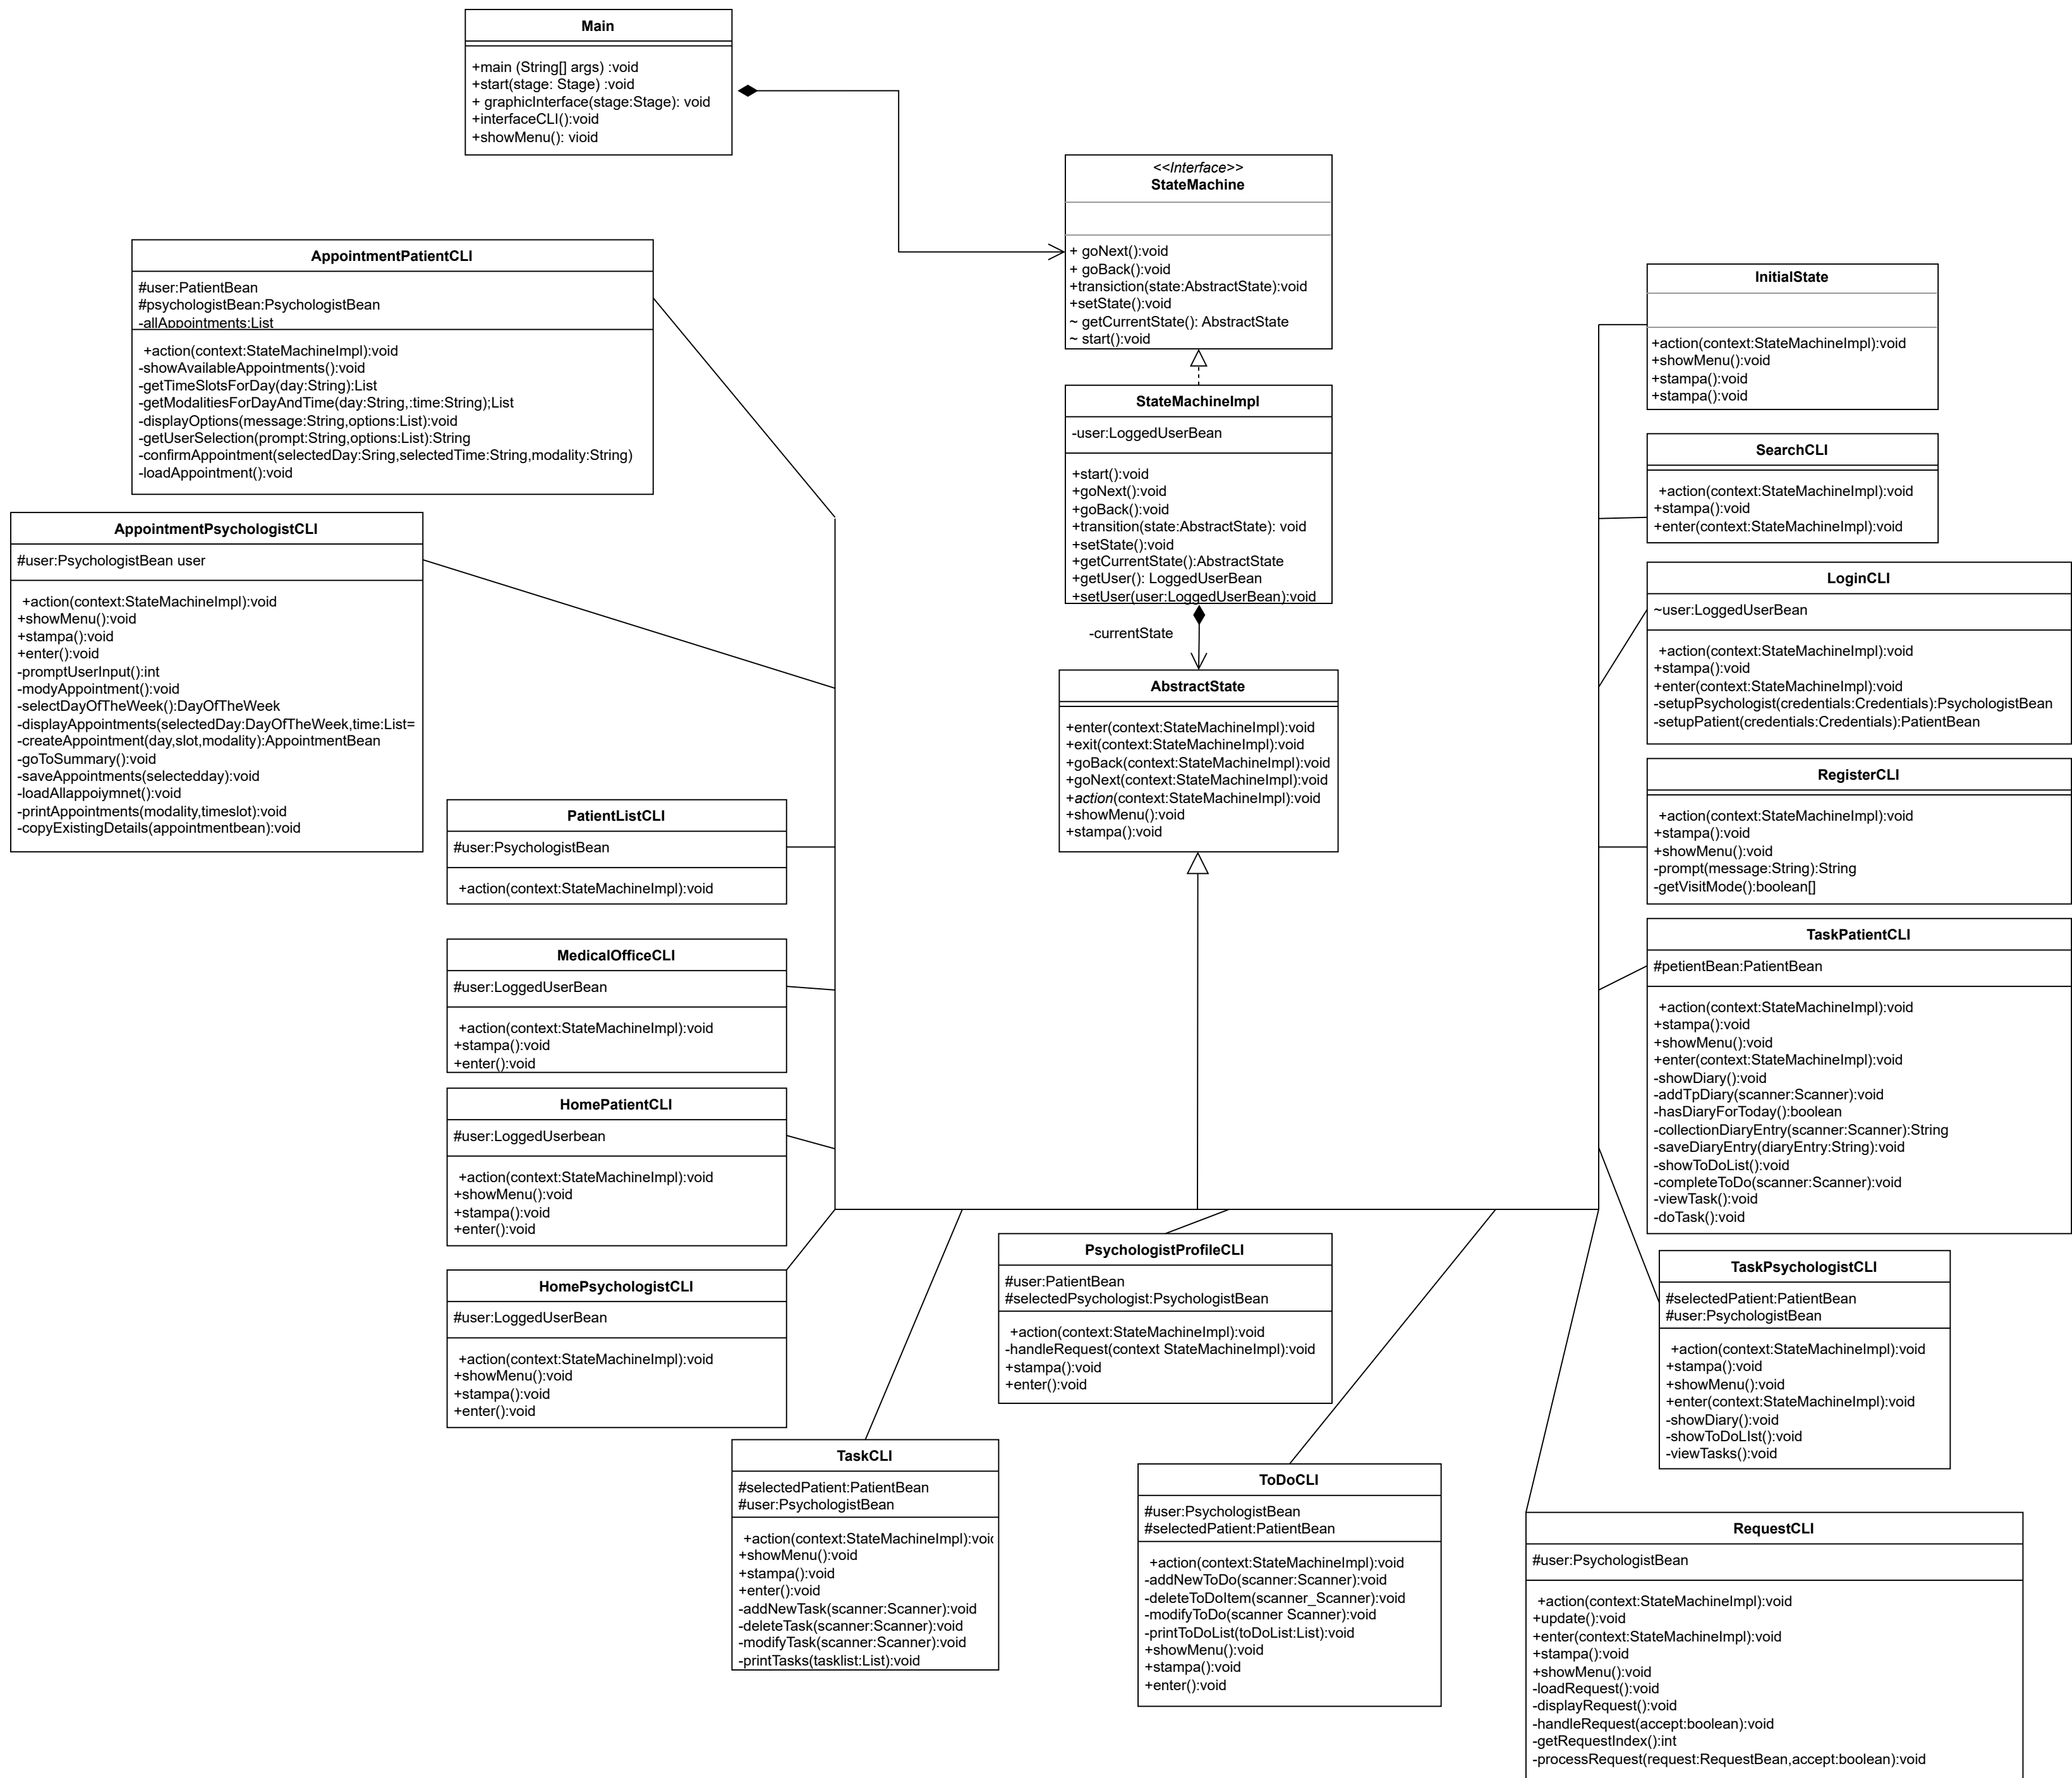 Main
+main (String[] args) :void
+start(stage: Stage) :void
+ graphicInterface(stage:Stage): void
+interfaceCLI():void
+showMenu(): vioid
<<Interface>>
StateMachine
+ goNext():void
+ goBack():void
+transiction(state:AbstractState):void
+setState():void
~ getCurrentState(): AbstractState
~ start():void
AppointmentPatientCLI
#user:PatientBean
#psychologistBean:PsychologistBean
-allAppointments:List
+action(context:StateMachineImpl):void
-showAvailableAppointments():void
-getTimeSlotsForDay(day:String):List
-getModalitiesForDayAndTime(day:String,:time:String);List
-displayOptions(message:String,options:List):void
-getUserSelection(prompt:String,options:List):String
-confirmAppointment(selectedDay:Sring,selectedTime:String,modality:String)
-loadAppointment():void
InitialState
+action(context:StateMachineImpl):void
+showMenu():void
+stampa():void
+stampa():void
StateMachineImpl
-user:LoggedUserBean
+start():void
+goNext():void
+goBack():void
+transition(state:AbstractState): void
+setState():void
+getCurrentState():AbstractState
+getUser(): LoggedUserBean
+setUser(user:LoggedUserBean):void
-currentState
SearchCLI
+action(context:StateMachineImpl):void
+stampa():void
+enter(context:StateMachineImpl):void
AppointmentPsychologistCLI
#user:PsychologistBean user
+action(context:StateMachineImpl):void
+showMenu():void
+stampa():void
+enter():void
-promptUserInput():int
-modyAppointment():void
-selectDayOfTheWeek():DayOfTheWeek
-displayAppointments(selectedDay:DayOfTheWeek,time:List=
-createAppointment(day,slot,modality):AppointmentBean
-goToSummary():void
-saveAppointments(selectedday):void
-loadAllappoiymnet():void
-printAppointments(modality,timeslot):void
-copyExistingDetails(appointmentbean):void
LoginCLI
~user:LoggedUserBean
+action(context:StateMachineImpl):void
+stampa():void
+enter(context:StateMachineImpl):void
-setupPsychologist(credentials:Credentials):PsychologistBean
-setupPatient(credentials:Credentials):PatientBean
AbstractState
+enter(context:StateMachineImpl):void
+exit(context:StateMachineImpl):void
+goBack(context:StateMachineImpl):void
+goNext(context:StateMachineImpl):void
+action(context:StateMachineImpl):void
+showMenu():void
+stampa():void
RegisterCLI
+action(context:StateMachineImpl):void
+stampa():void
+showMenu():void
-prompt(message:String):String
-getVisitMode():boolean[]
PatientListCLI
#user:PsychologistBean
+action(context:StateMachineImpl):void
TaskPatientCLI
#petientBean:PatientBean
+action(context:StateMachineImpl):void
+stampa():void
+showMenu():void
+enter(context:StateMachineImpl):void
-showDiary():void
-addTpDiary(scanner:Scanner):void
-hasDiaryForToday():boolean
-collectionDiaryEntry(scanner:Scanner):String
-saveDiaryEntry(diaryEntry:String):void
-showToDoList():void
-completeToDo(scanner:Scanner):void
-viewTask():void
-doTask():void
MedicalOfficeCLI
#user:LoggedUserBean
+action(context:StateMachineImpl):void
+stampa():void
+enter():void
HomePatientCLI
#user:LoggedUserbean
+action(context:StateMachineImpl):void
+showMenu():void
+stampa():void
+enter():void
PsychologistProfileCLI
#user:PatientBean
#selectedPsychologist:PsychologistBean
+action(context:StateMachineImpl):void
-handleRequest(context StateMachineImpl):void
+stampa():void
+enter():void
HomePsychologistCLI
#user:LoggedUserBean
+action(context:StateMachineImpl):void
+showMenu():void
+stampa():void
+enter():void
TaskPsychologistCLI
#selectedPatient:PatientBean
#user:PsychologistBean
+action(context:StateMachineImpl):void
+stampa():void
+showMenu():void
+enter(context:StateMachineImpl):void
-showDiary():void
-showToDoLIst():void
-viewTasks():void
TaskCLI
#selectedPatient:PatientBean
#user:PsychologistBean
+action(context:StateMachineImpl):void
+showMenu():void
+stampa():void
+enter():void
-addNewTask(scanner:Scanner):void
-deleteTask(scanner:Scanner):void
-modifyTask(scanner:Scanner):void
-printTasks(tasklist:List):void
ToDoCLI
#user:PsychologistBean
#selectedPatient:PatientBean
+action(context:StateMachineImpl):void
-addNewToDo(scanner:Scanner):void
-deleteToDoItem(scanner_Scanner):void
-modifyToDo(scanner Scanner):void
-printToDoList(toDoList:List):void
+showMenu():void
+stampa():void
+enter():void
RequestCLI
#user:PsychologistBean
+action(context:StateMachineImpl):void
+update():void
+enter(context:StateMachineImpl):void
+stampa():void
+showMenu():void
-loadRequest():void
-displayRequest():void
-handleRequest(accept:boolean):void
-getRequestIndex():int
-processRequest(request:RequestBean,accept:boolean):void